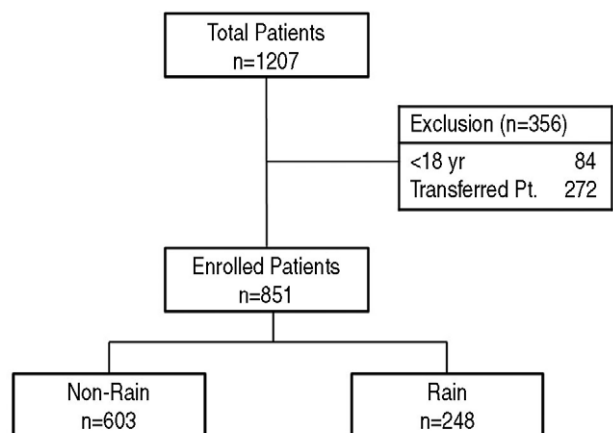 Total Patients
n=1207
Exclusion (n=356)
<18 yr 84
Transferred Pt. 272
Enrolled Patients
n=851
Non-Rain
n=603
Rain
n=248